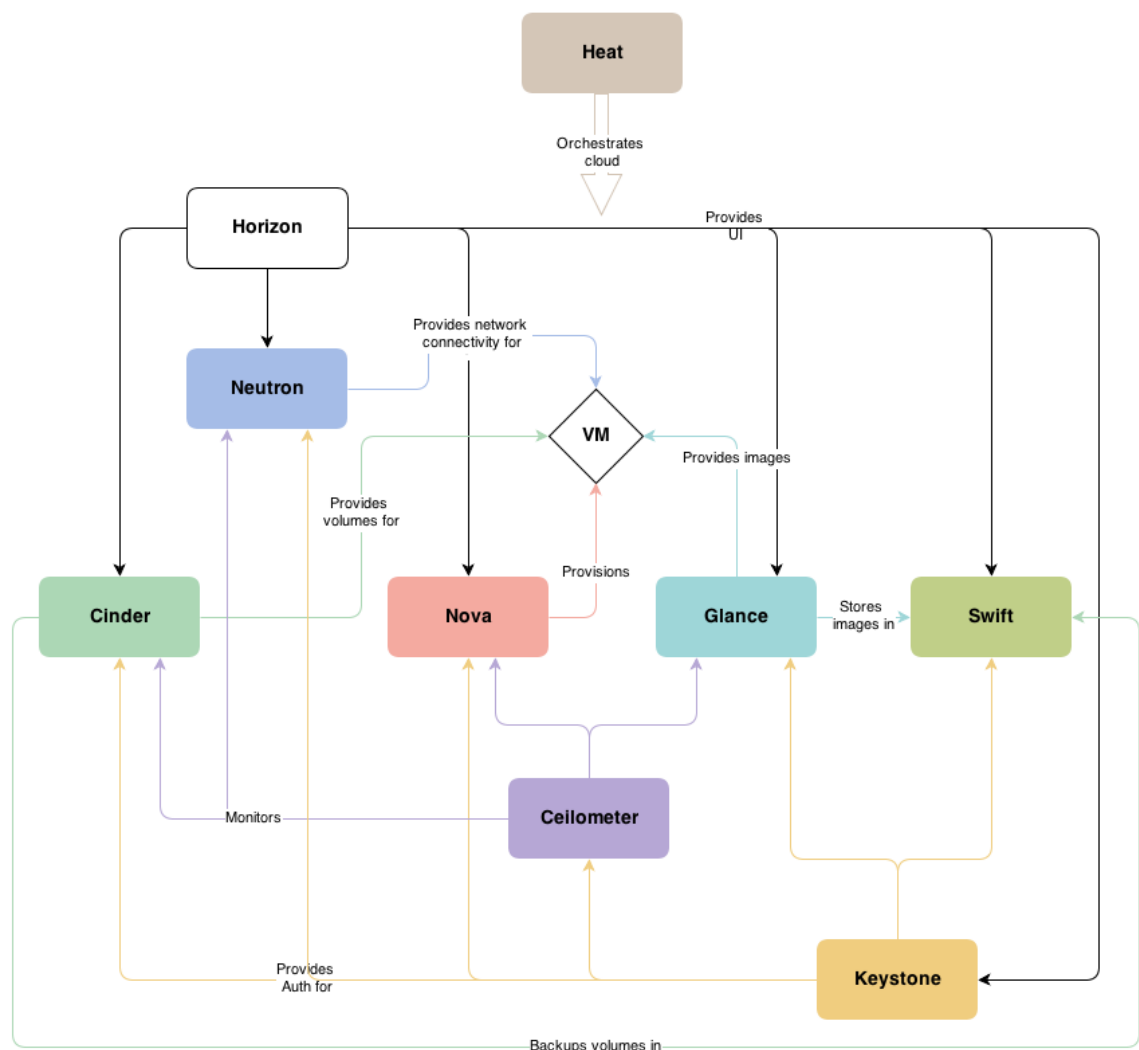 Heat
Orchestrates
cloud
Provides
UI
Horizon
Provides network
connectivity for
Neutron
VM
Provides images
Provides
volumes for
Provisions
Cinder
Nova
Glance
Stores
images in
Swift
Monitors
Ceilometer
Provides
Auth for
Keystone
Backups volumes in